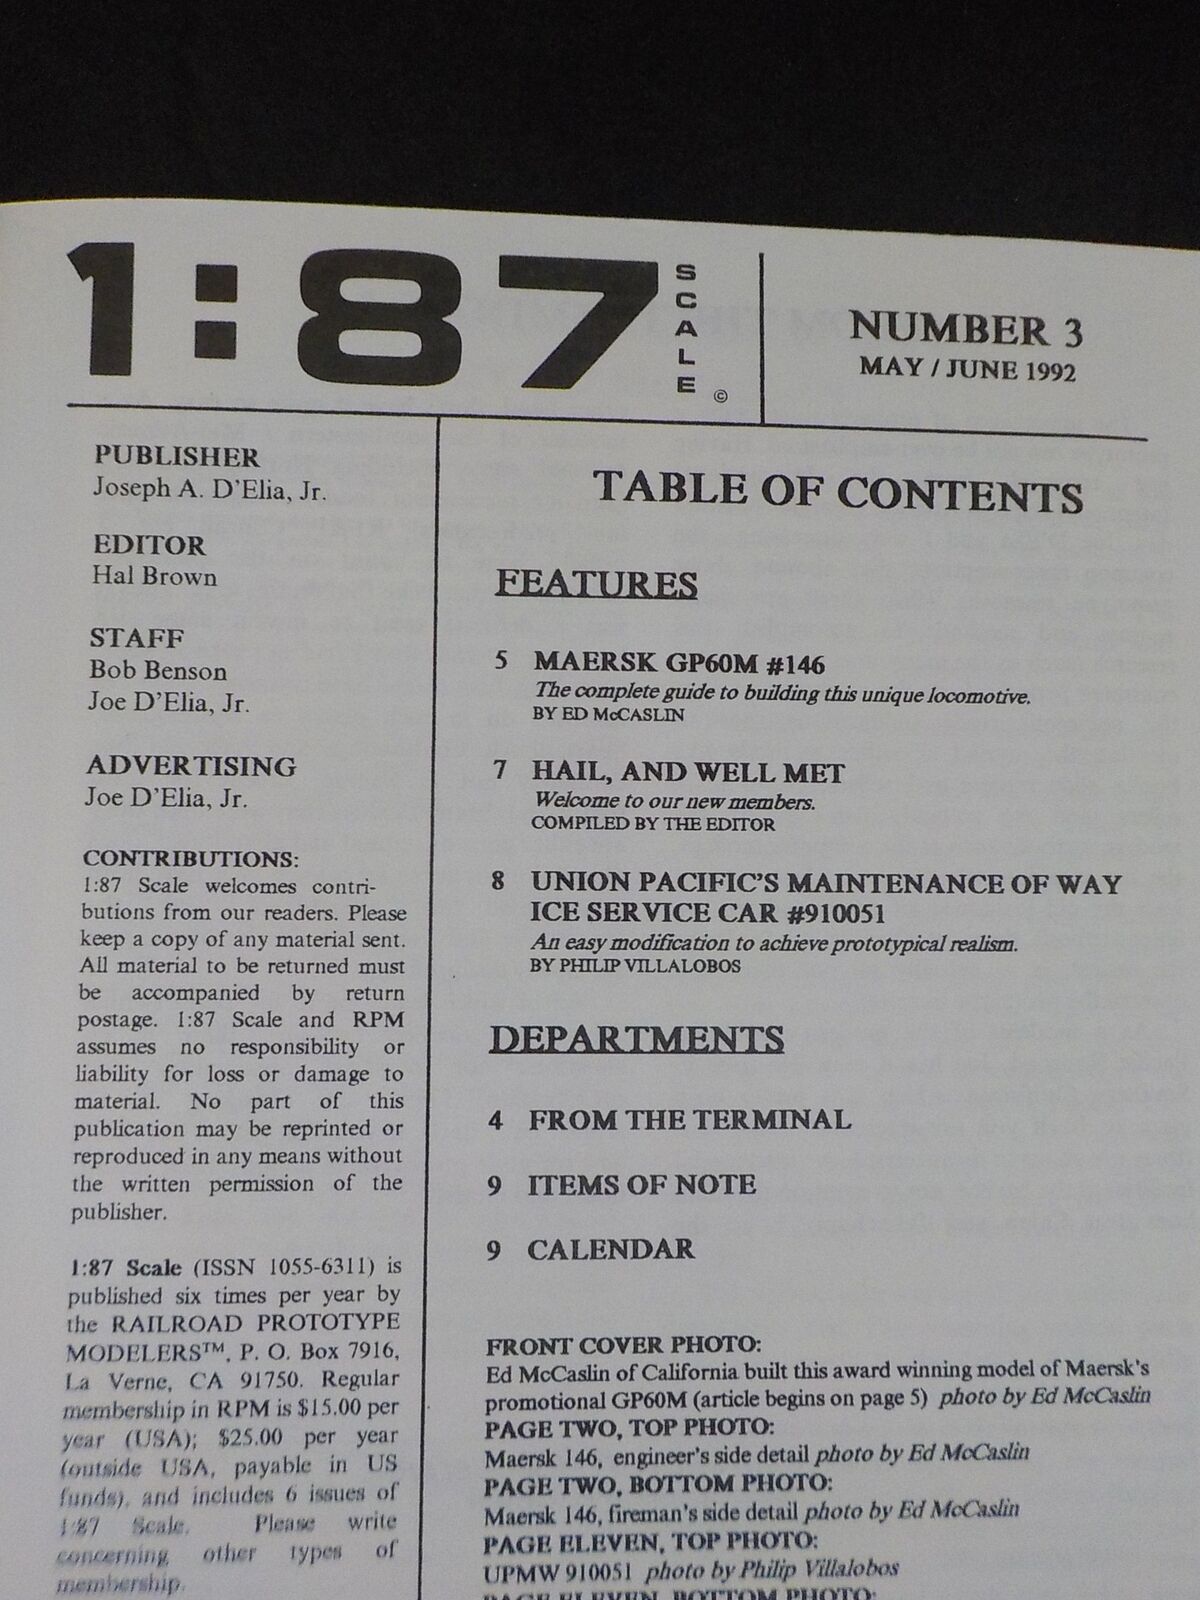 1:87 SCALE ©
NUMBER 3
MAY / JUNE 1992
PUBLISHER
Joseph A. D'Elia, Jr.
EDITOR
Hal Brown
STAFF
Bob Benson
Joe D'Elia, Jr.
ADVERTISING
Joe D'Elia, Jr.
CONTRIBUTIONS:
1:87 Scale welcomes contri-
butions from our readers. Please
keep a copy of any material sent.
All material to be returned must
be accompanied by return
postage. 1:87 Scale and RPM
assumes no responsibility or
liability for loss or damage to
material. No part of this
publication may be reprinted or
reproduced in any means without
the written permission of the
publisher.
1:87 Scale (ISSN 1055-6311) is
published six times per year by
the RAILROAD PROTOTYPE
MODELERS™, P. O. Box 7916,
La Verne, CA 91750. Regular
membership in RPM is $15.00 per
year (USA); $25.00 per year
(outside USA, payable in US
funds), and includes 6 issues of
1:87 Scale. Please write
concerning other types of
membership.
TABLE OF CONTENTS
FEATURES
5 MAERSK GP60M #146
The complete guide to building this unique locomotive.
BY ED McCASLIN
7 HAIL, AND WELL MET
Welcome to our new members.
COMPILED BY THE EDITOR
8 UNION PACIFIC'S MAINTENANCE OF WAY
ICE SERVICE CAR #910051
An easy modification to achieve prototypical realism.
BY PHILIP VILLALOBOS
DEPARTMENTS
4 FROM THE TERMINAL
9 ITEMS OF NOTE
9 CALENDAR
FRONT COVER PHOTO:
Ed McCaslin of California built this award winning model of Maersk's
promotional GP60M (article begins on page 5) photo by Ed McCaslin
PAGE TWO, TOP PHOTO:
Maersk 146, engineer's side detail photo by Ed McCaslin
PAGE TWO, BOTTOM PHOTO:
Maersk 146, fireman's side detail photo by Ed McCaslin
PAGE ELEVEN, TOP PHOTO:
UPMW 910051 photo by Philip Villalobos
PAGE ELEVEN, BOTTOM PHOTO: